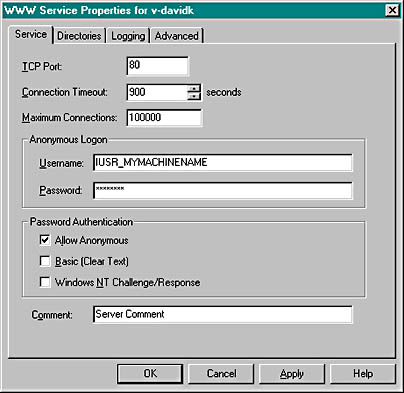 WWW Service Properties for v-davidk
Service Directories Logging Advanced
TCP Port: 80
Connection Timeout: 900 seconds
Maximum Connections: 100000
Anonymous Logon
Username: IUSR_MYMACHINENAME
Password: ********
Password Authentication
Allow Anonymous
Basic (Clear Text)
Windows NT Challenge/Response
Comment: Server Comment
OK Cancel Apply Help